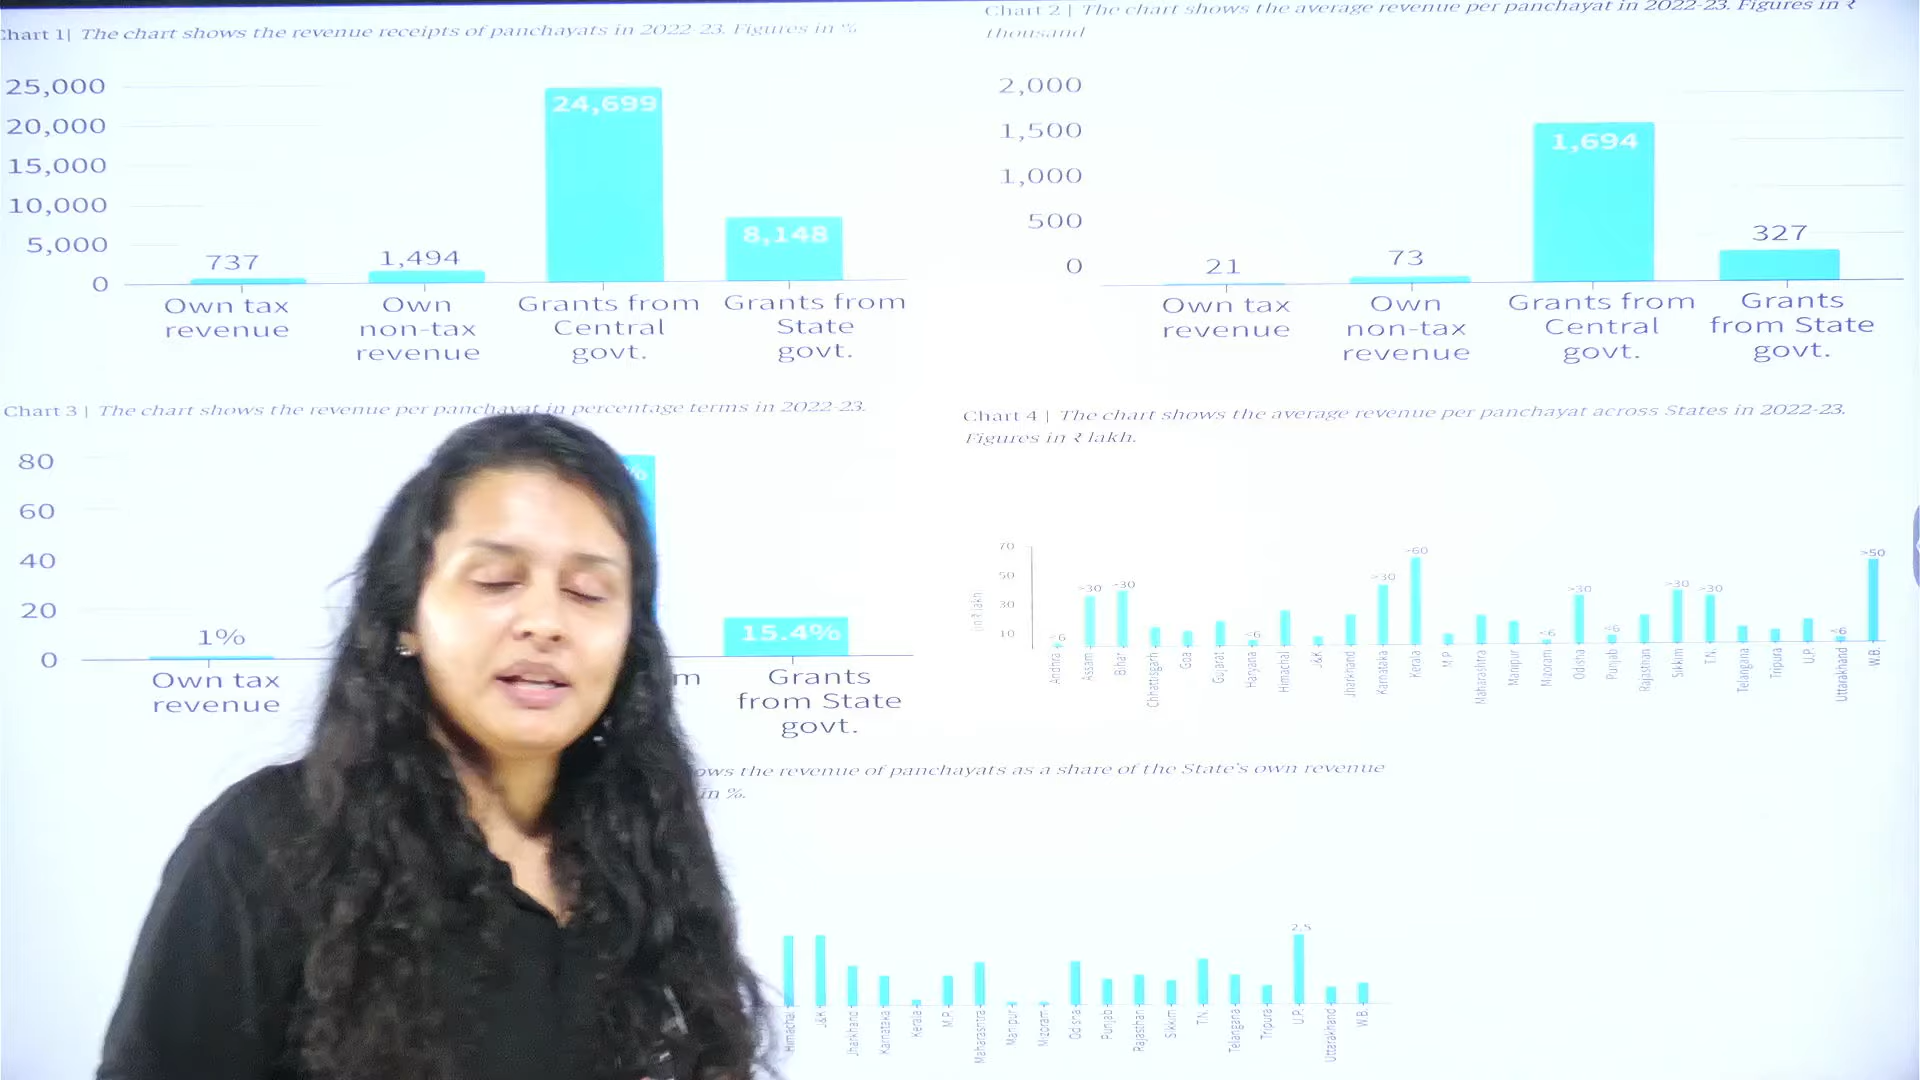 Chart 1| The chart shows the revenue receipts of panchayats in 2022-23. Figures in %
25,000
20,000
15,000
10,000
5,000
0
737
1,494
24,699
8,148
Own tax
revenue
Own
non-tax
revenue
Grants from
Central
govt.
Grants from
State
govt.
Chart 2 | The chart shows the average revenue per panchayat in 2022-23. Figures in ₹
thousand
2,000
1,500
1,000
500
0
21
73
1,694
327
Own tax
revenue
Own
non-tax
revenue
Grants from
Central
govt.
Grants
from State
govt.
Chart 3 | The chart shows the revenue per panchayat in percentage terms in 2022-23.
80
60
40
20
0
1%
%
15.4%
Own tax
revenue
m
Grants
from State
govt.
Chart 4 | The chart shows the average revenue per panchayat across States in 2022-23.
Figures in ₹ lakh.
70
50
30
10
(in ₹ lakh)
>30
>30
<6
>30
>60
<6
>30
<6
>30
>30
<6
>50
Andhra
Assam
Bihar
Chhattisgarh
Goa
Gujarat
Haryana
Himachal
J&K
Jharkhand
Karnataka
Kerala
M.P.
Maharashtra
Manipur
Mizoram
Odisha
Punjab
Rajasthan
Sikkim
T.N.
Telangana
Tripura
U.P.
Uttarakhand
W.B.
ows the revenue of panchayats as a share of the State's own revenue
in %.
2.5
Himachal
J&K
Jharkhand
Karnataka
Kerala
M.P.
Maharashtra
Manipur
Mizoram
Odisha
Punjab
Rajasthan
Sikkim
T.N.
Telangana
Tripura
U.P.
Uttarakhand
W.B.